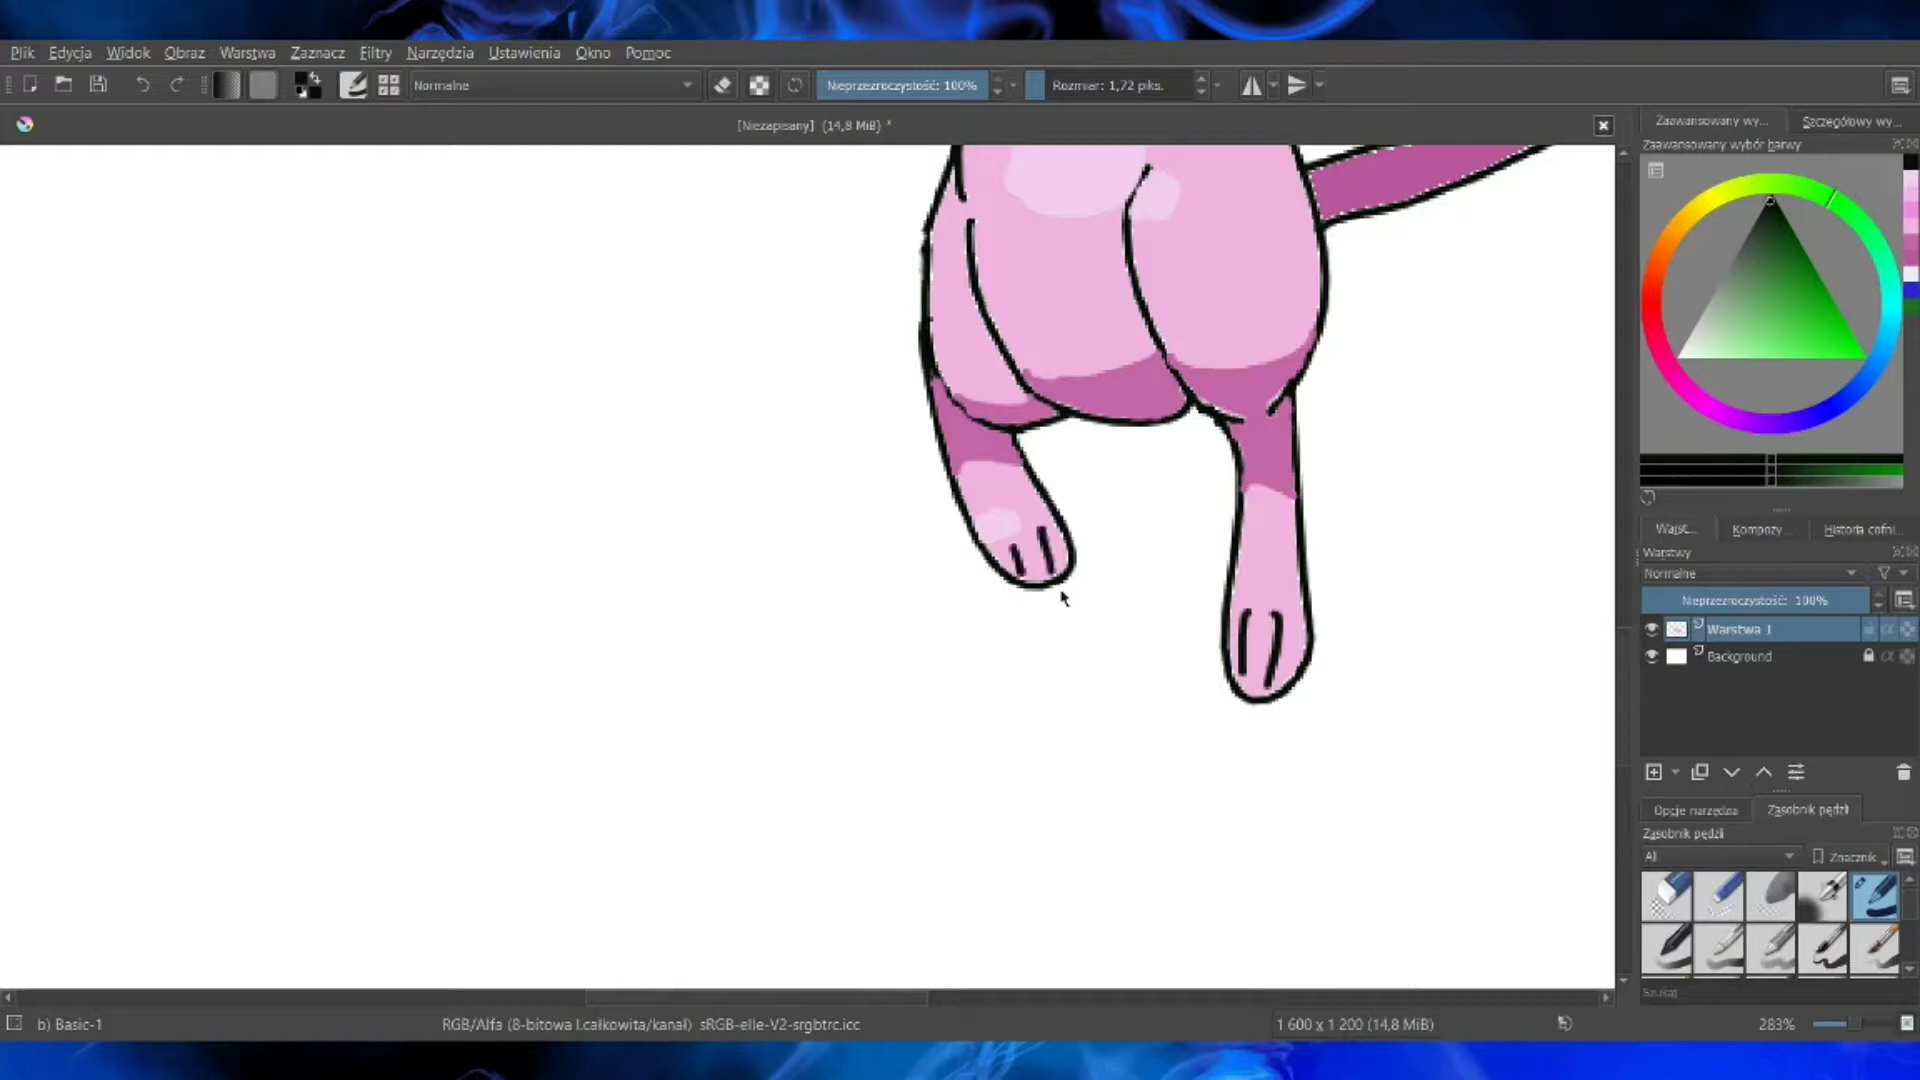 Plik Edycja Widok Obraz Warstwa Zaznacz Filtry Narzędzia Ustawienia Okno Pomoc
Normalne Nieprzezroczystość: 100% Rozmiar: 1,72 piks.
[Niezapisany] (14,8 MiB) *
Zaawansowany wy... Szczegółowy wy...
Zaawansowany wybór barwy
Warst... Kompozy... Historia cofni...
Warstwy
Normalne
Nieprzezroczystość: 100%
Warstwa 1
Background
Opcje narzędzia Zasobnik pędzli
Zasobnik pędzli
All Znacznik
Szukaj
b) Basic-1 RGB/Alfa (8-bitowa l.całkowita/kanał) sRGB-elle-V2-srgbtrc.icc 1 600 x 1 200 (14,8 MiB) 283%